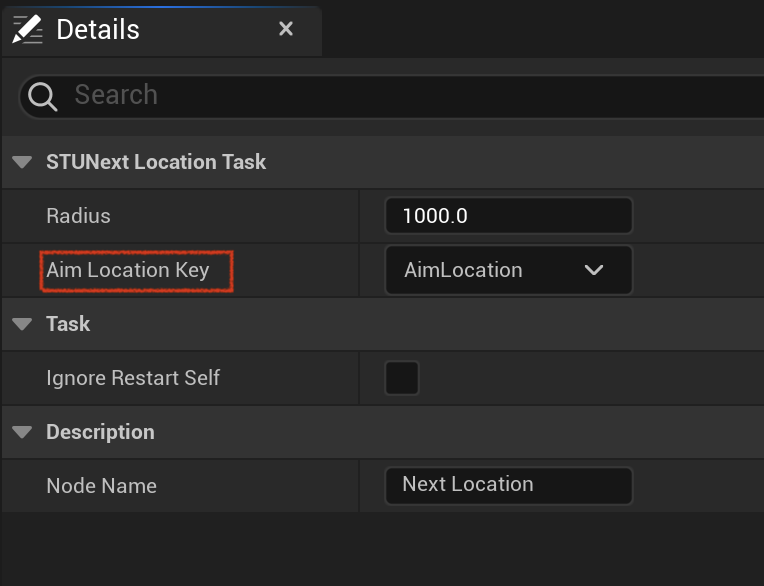 Details
Search
STUNext Location Task
Radius 1000.0
Aim Location Key AimLocation
Task
Ignore Restart Self
Description
Node Name Next Location